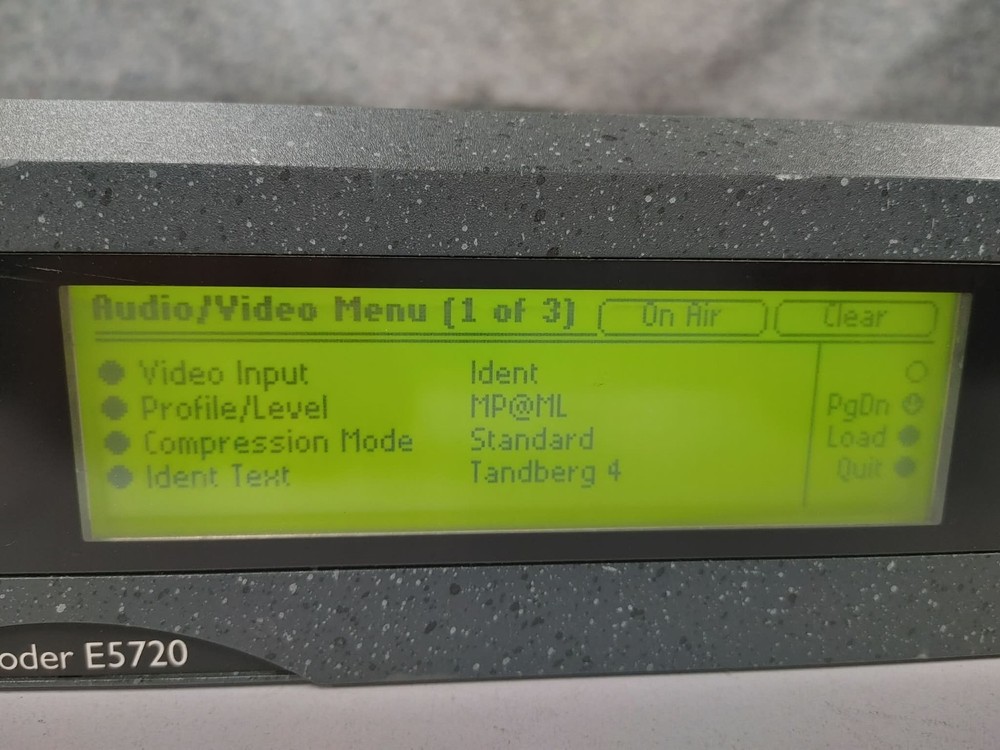 Audio/Video Menu [1 of 3] On Air Clear
Video Input Ident
Profile/Level MP@ML PgDn
Compression Mode Standard Load
Ident Text Tandberg 4 Quit
oder E5720